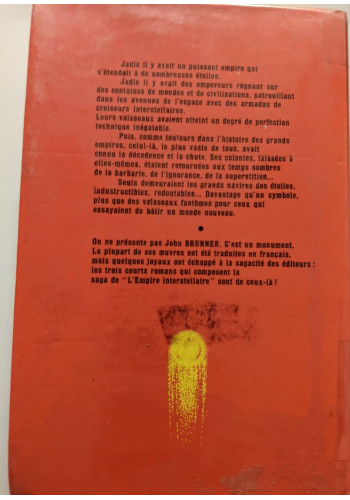 Jadis il y avait un puissant empire qui
s'étendait à de nombreuses étoiles.
Jadis il y avait des empereurs régnant sur
des centaines de mondes et de civilisations, patrouillant
dans les avenues de l'espace avec des armadas de
croiseurs interstellaires.
Leurs vaisseaux avaient atteint un degré de perfection
technique inégalable.
Puis, comme toujours dans l'histoire des grands
empires, celui-là, le plus vaste de tous, avait
connu la décadence et la chute. Ses colonies, laissées à
elles-mêmes, étaient retournées aux temps sombres
de la barbarie, de l'ignorance, de la superstition...
Seuls demeuraient les grands navires des étoiles,
indestructibles, redoutables... Davantage qu'un symbole,
plus que des vaisseaux fantômes pour ceux qui
essayaient de bâtir un monde nouveau.
•
On ne présente pas John BRUNNER. C'est un monument.
La plupart de ses œuvres ont été traduites en français,
mais quelques joyaux ont échappé à la sagacité des éditeurs :
les trois courts romans qui composent la
saga de "L'Empire interstellaire" sont de ceux-là !